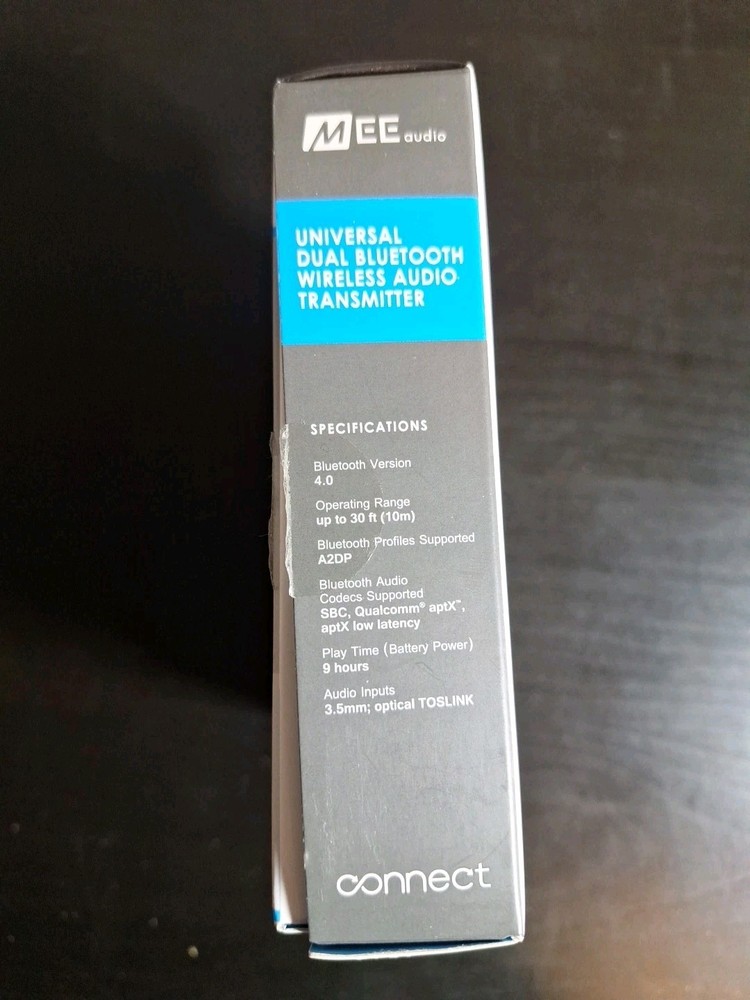 MEE audio
UNIVERSAL
DUAL BLUETOOTH
WIRELESS AUDIO
TRANSMITTER
SPECIFICATIONS
Bluetooth Version
4.0
Operating Range
up to 30 ft (10m)
Bluetooth Profiles Supported
A2DP
Bluetooth Audio
Codecs Supported
SBC, Qualcomm® aptX™,
aptX low latency
Play Time (Battery Power)
9 hours
Audio Inputs
3.5mm; optical TOSLINK
connect